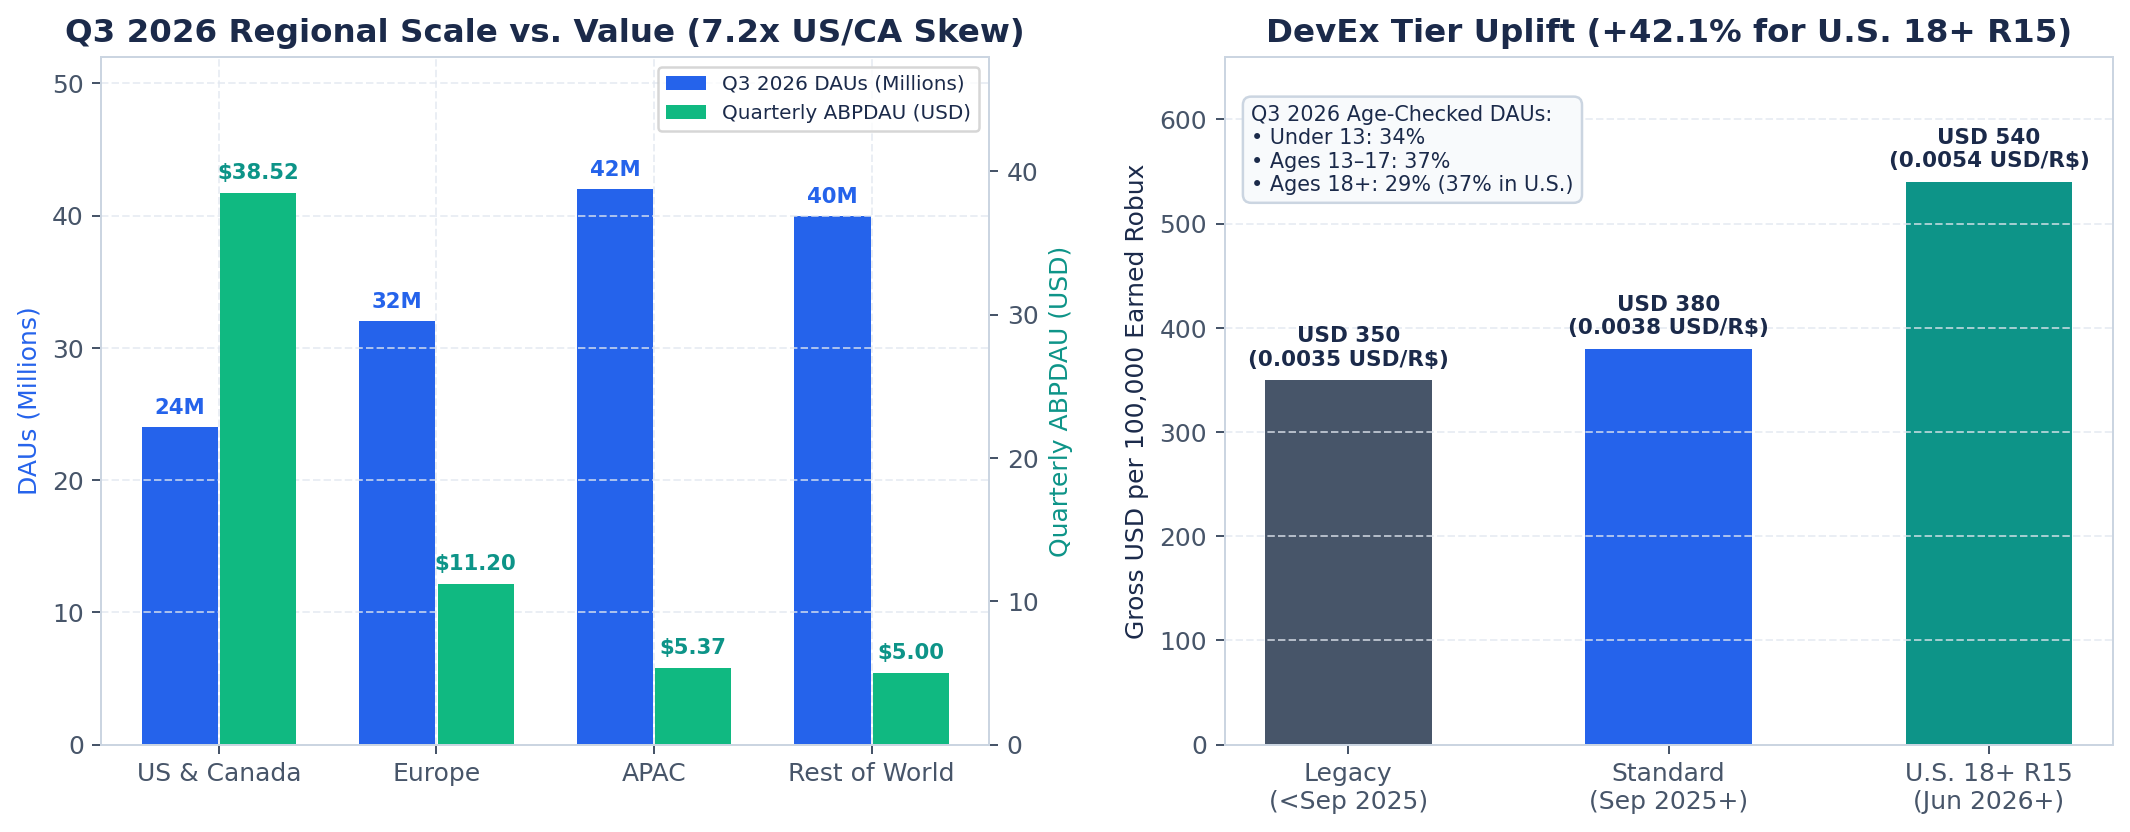 Q3 2026 Regional Scale vs. Value (7.2x US/CA Skew)
Q3 2026 DAUs (Millions)
Quarterly ABPDAU (USD)
DAUs (Millions)
50
40
30
20
10
0
24M
$38.52
32M
$11.20
42M
$5.37
40M
$5.00
40
30
20
10
0
Quarterly ABPDAU (USD)
US & Canada
Europe
APAC
Rest of World
DevEx Tier Uplift (+42.1% for U.S. 18+ R15)
Gross USD per 100,000 Earned Robux
600
500
400
300
200
100
0
Q3 2026 Age-Checked DAUs:
• Under 13: 34%
• Ages 13–17: 37%
• Ages 18+: 29% (37% in U.S.)
USD 350
(0.0035 USD/R$)
USD 380
(0.0038 USD/R$)
USD 540
(0.0054 USD/R$)
Legacy
(<Sep 2025)
Standard
(Sep 2025+)
U.S. 18+ R15
(Jun 2026+)